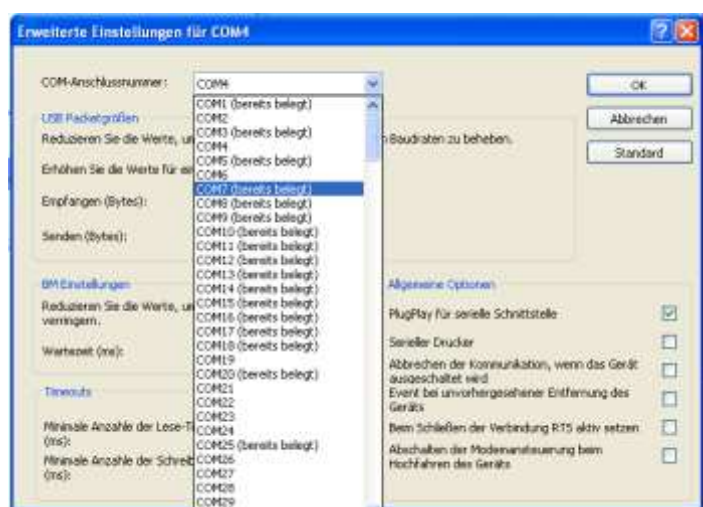 Erweiterte Einstellungen für COM4
COM-Anschlussnummer:
COM4
OK
Abbrechen
Standard
USB Packetgrößen
Reduzieren Sie die Werte, um
Baudraten zu beheben.
Erhöhen Sie die Werte für
Empfangen (Bytes):
Senden (Bytes):
COM1 (bereits belegt)
COM2
COM3 (bereits belegt)
COM4
COM5 (bereits belegt)
COM6
COM7 (bereits belegt)
COM8 (bereits belegt)
COM9 (bereits belegt)
COM10 (bereits belegt)
COM11 (bereits belegt)
COM12 (bereits belegt)
COM13 (bereits belegt)
COM14 (bereits belegt)
COM15 (bereits belegt)
COM16 (bereits belegt)
COM17 (bereits belegt)
COM18 (bereits belegt)
COM19
COM20 (bereits belegt)
COM21
COM22
COM23
COM24
COM25 (bereits belegt)
COM26
COM27
COM28
COM29
BM Einstellungen
Reduzieren Sie die Werte, um
verringern.
Wartezeit (ms):
Timeouts
Minimale Anzahle der Lese-T
(ms):
Minimale Anzahle der Schreib
(ms):
Allgemeine Optionen
PlugPlay für serielle Schnittstelle
Serieller Drucker
Abbrechen der Kommunikation, wenn das Gerät
ausgeschaltet wird
Event bei unvorhergesehener Entfernung des
Geräts
Beim Schließen der Verbindung RTS aktiv setzen
Abschalten der Modemansteuerung beim
Hochfahren des Geräts